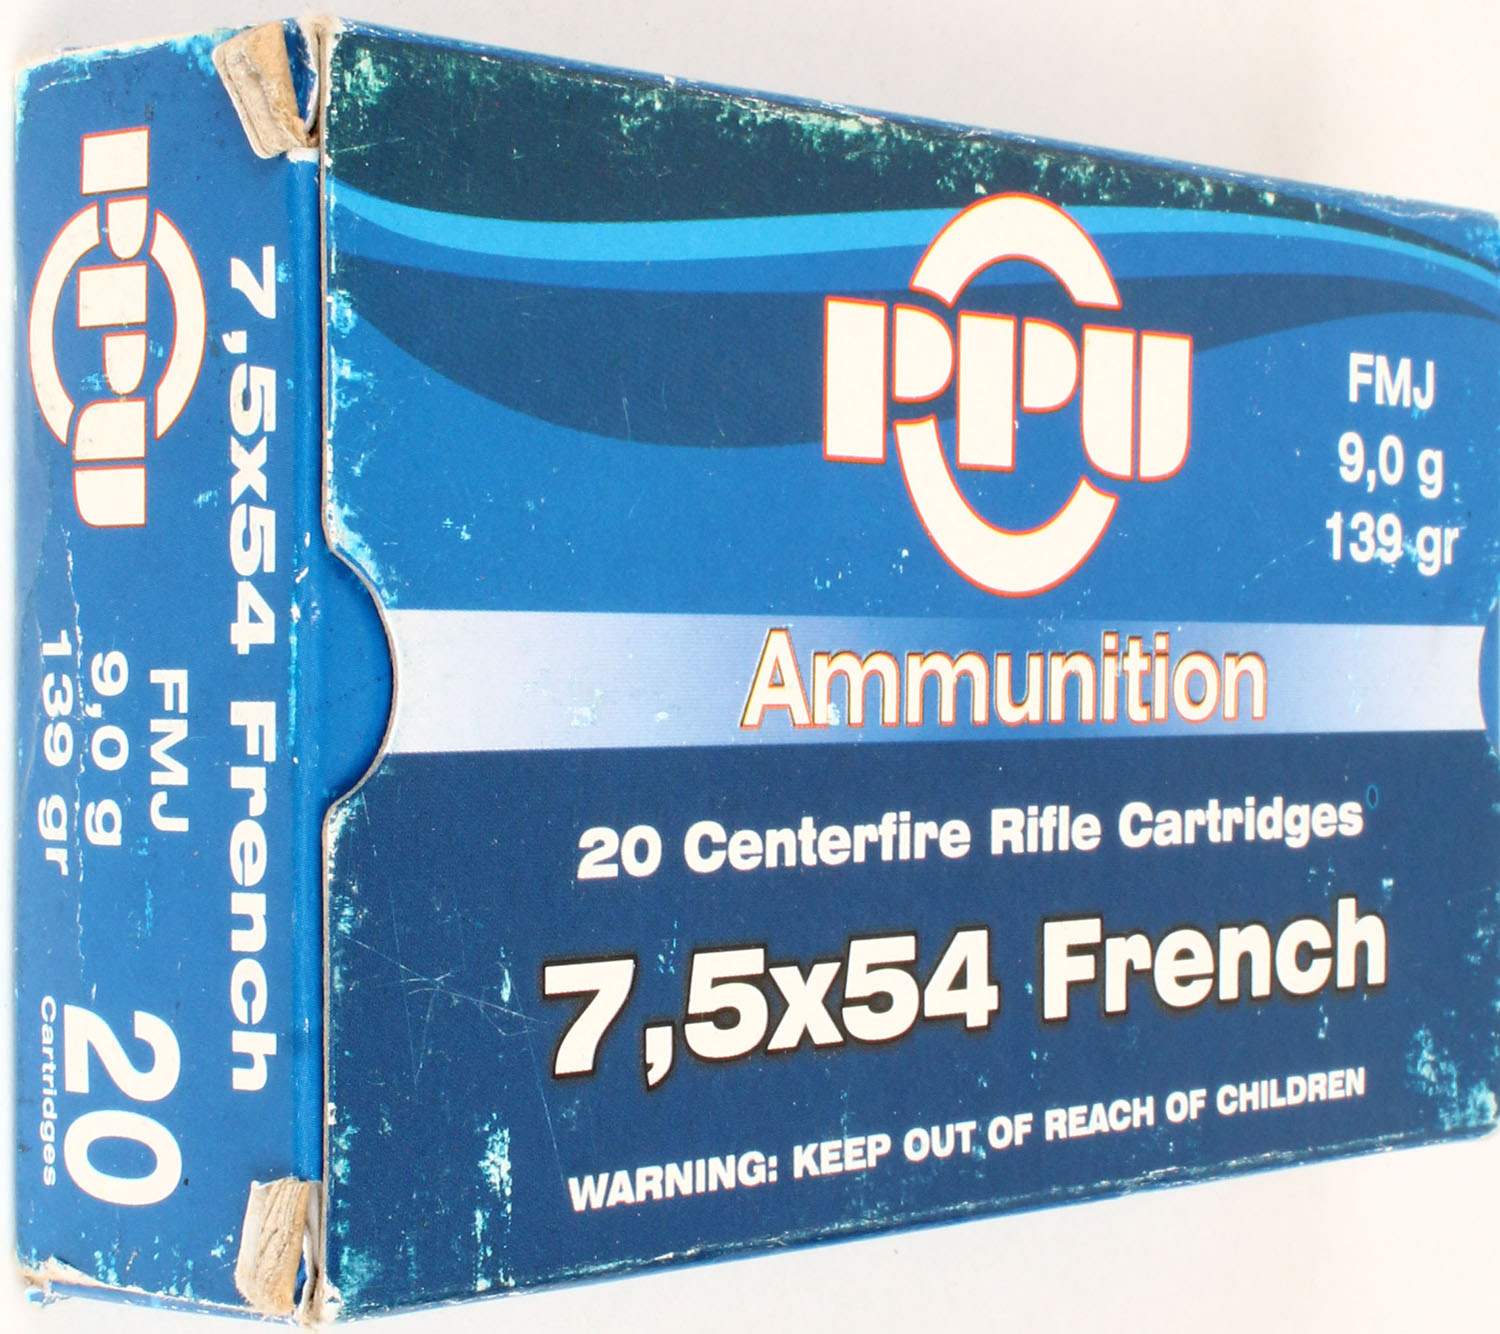 PPU
FMJ
9,0 g
139 gr
Ammunition
20 Centerfire Rifle Cartridges
7,5x54 French
WARNING: KEEP OUT OF REACH OF CHILDREN
7,5x54 French
PPU
FMJ
9,0 g
139 gr
20
Cartridges